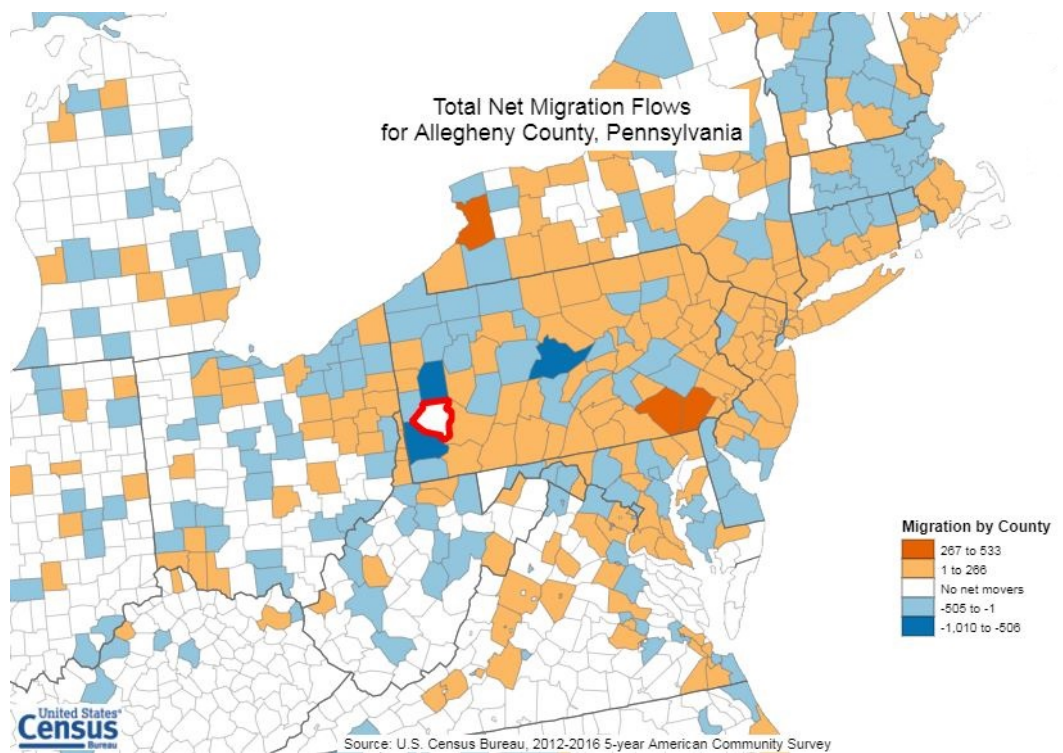 Total Net Migration Flows
for Allegheny County, Pennsylvania
Migration by County
267 to 533
1 to 266
No net movers
-505 to -1
-1,010 to -506
United States®
Census
Bureau
Source: U.S. Census Bureau, 2012-2016 5-year American Community Survey